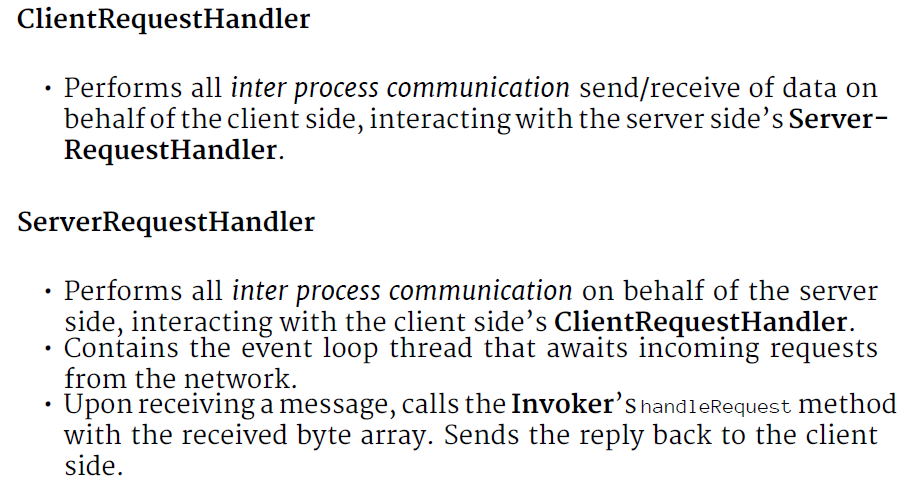 ClientRequestHandler
• Performs all inter process communication send/receive of data on
behalf of the client side, interacting with the server side’s Server-
RequestHandler.
ServerRequestHandler
• Performs all inter process communication on behalf of the server
side, interacting with the client side’s ClientRequestHandler.
• Contains the event loop thread that awaits incoming requests
from the network.
• Upon receiving a message, calls the Invoker’s handleRequest method
with the received byte array. Sends the reply back to the client
side.